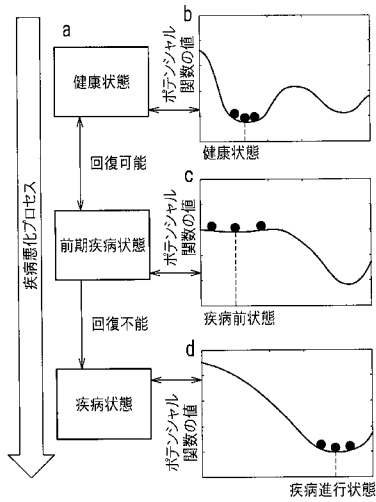 疾病悪化プロセス
a
健康状態
回復可能
前期疾病状態
回復不能
疾病状態
b
ポテンシャル
関数の値
健康状態
c
ポテンシャル
関数の値
疾病前状態
d
ポテンシャル
関数の値
疾病進行状態